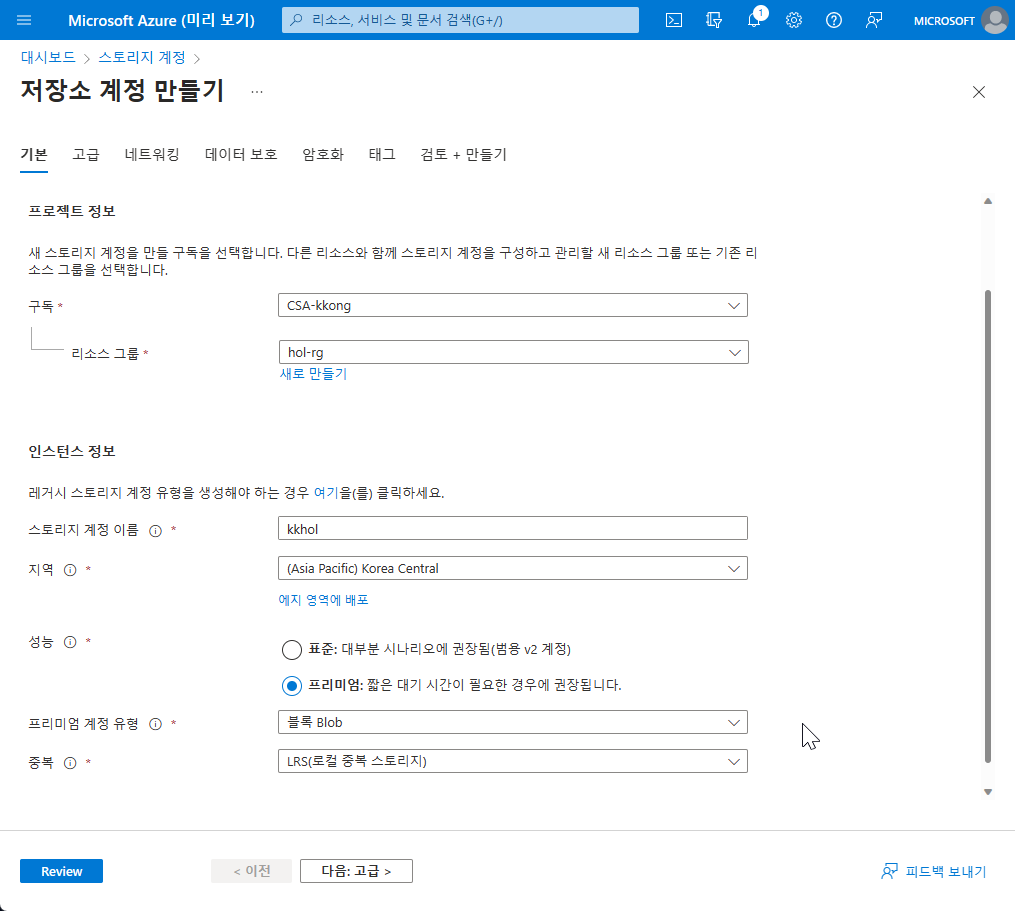 Microsoft Azure (미리 보기)
리소스, 서비스 및 문서 검색(G+/)
1
MICROSOFT
대시보드 > 스토리지 계정 >
저장소 계정 만들기 ...
기본 고급 네트워킹 데이터 보호 암호화 태그 검토 + 만들기
프로젝트 정보
새 스토리지 계정을 만들 구독을 선택합니다. 다른 리소스와 함께 스토리지 계정을 구성하고 관리할 새 리소스 그룹 또는 기존 리
소스 그룹을 선택합니다.
구독 *
CSA-kkong
리소스 그룹 *
hol-rg
새로 만들기
인스턴스 정보
레거시 스토리지 계정 유형을 생성해야 하는 경우 여기을(를) 클릭하세요.
스토리지 계정 이름 *
kkhol
지역 *
(Asia Pacific) Korea Central
에지 영역에 배포
성능 *
표준: 대부분 시나리오에 권장됨(범용 v2 계정)
프리미엄: 짧은 대기 시간이 필요한 경우에 권장됩니다.
프리미엄 계정 유형 *
블록 Blob
중복 *
LRS(로컬 중복 스토리지)
Review
< 이전
다음: 고급 >
피드백 보내기